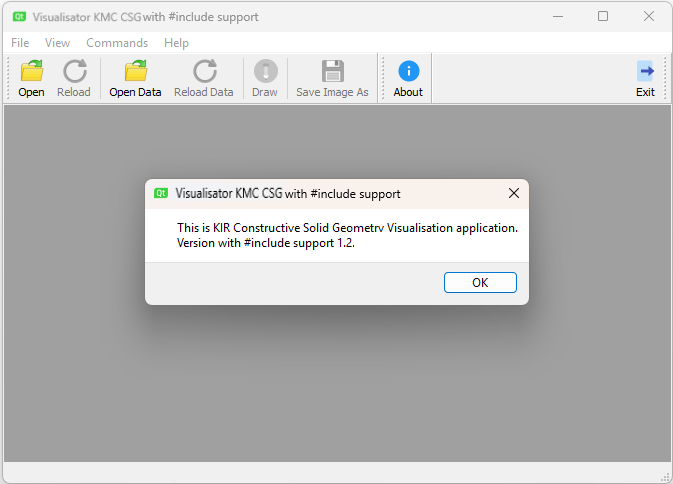 Qt Visualisator KMC CSG with #include support
File View Commands Help
Open Reload Open Data Reload Data Draw Save Image As About Exit
Qt Visualisator KMC CSG with #include support
This is KIR Constructive Solid Geometry Visualisation application.
Version with #include support 1.2.
OK